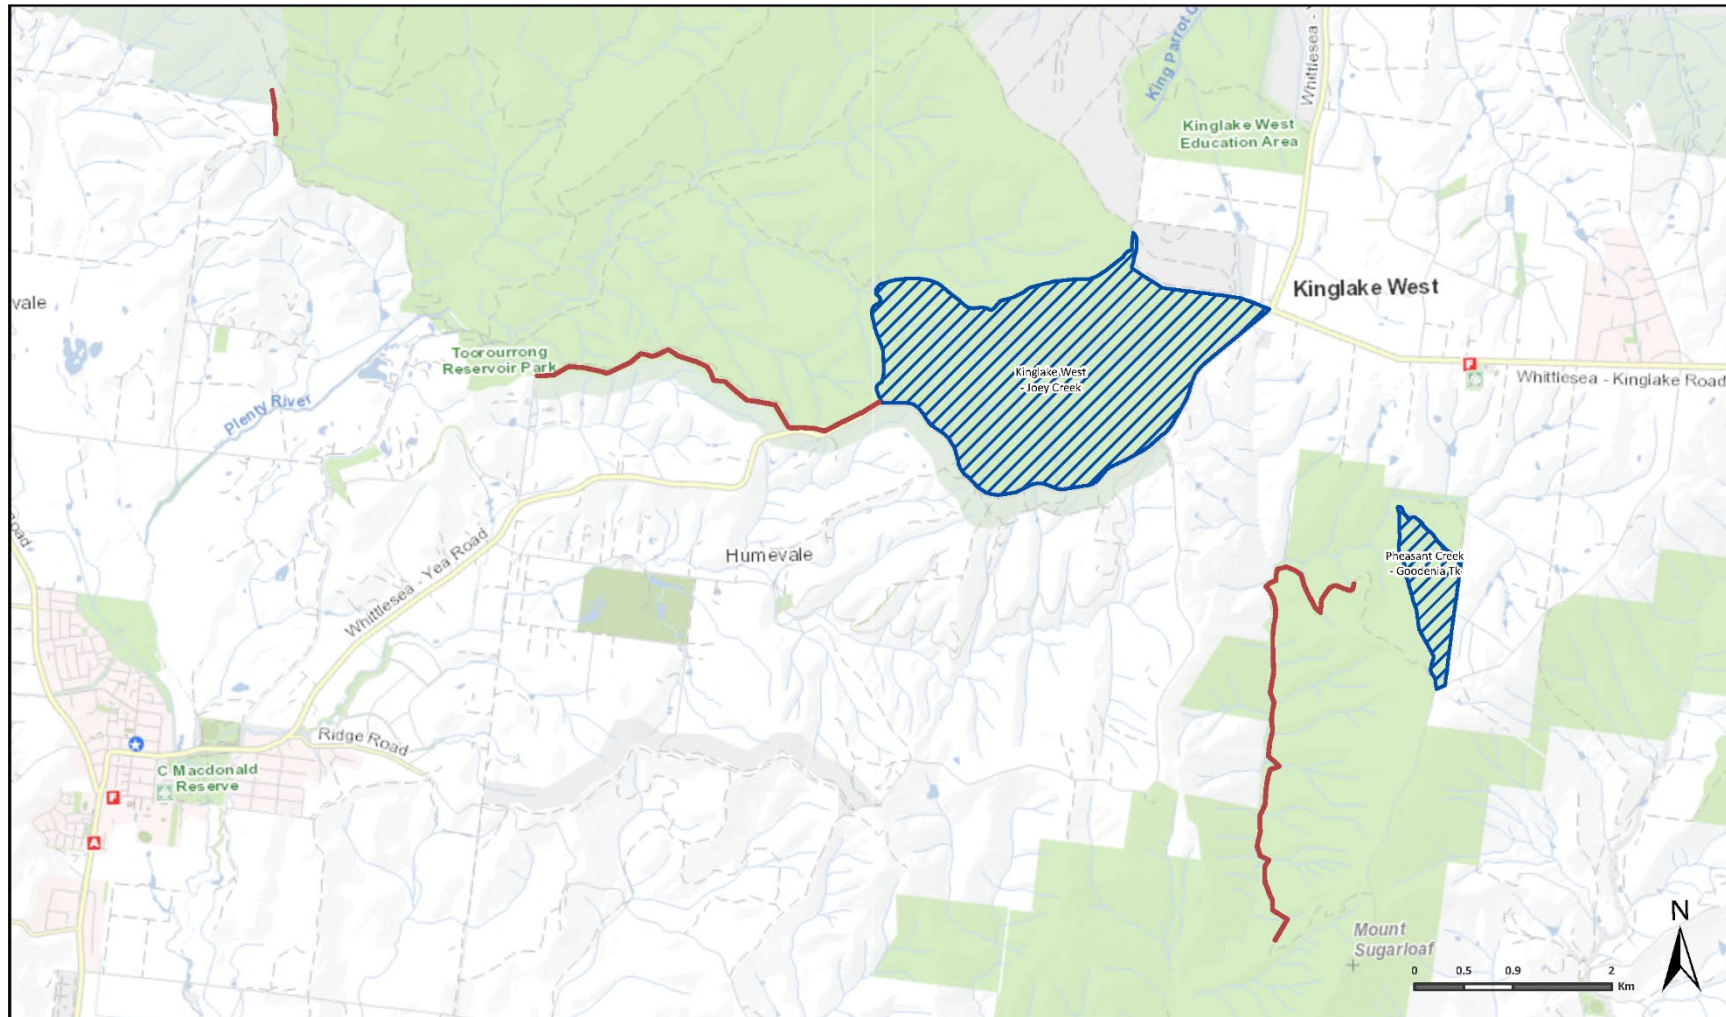 King Parrot C
Whittlesea - Y
Kinglake West
Education Area
Kinglake West
vale
Toorourrong
Reservoir Park
Plenty River
Kinglake West
- Joey Creek
F
Whittlesea - Kinglake Road
Road
Whittlesea - Yea Road
Humevale
Pheasant Creek
- Goodenia Tk
Ridge Road
C Macdonald
Reserve
F
A
Mount
Sugarloaf
N
0 0.5 0.9 2
Km